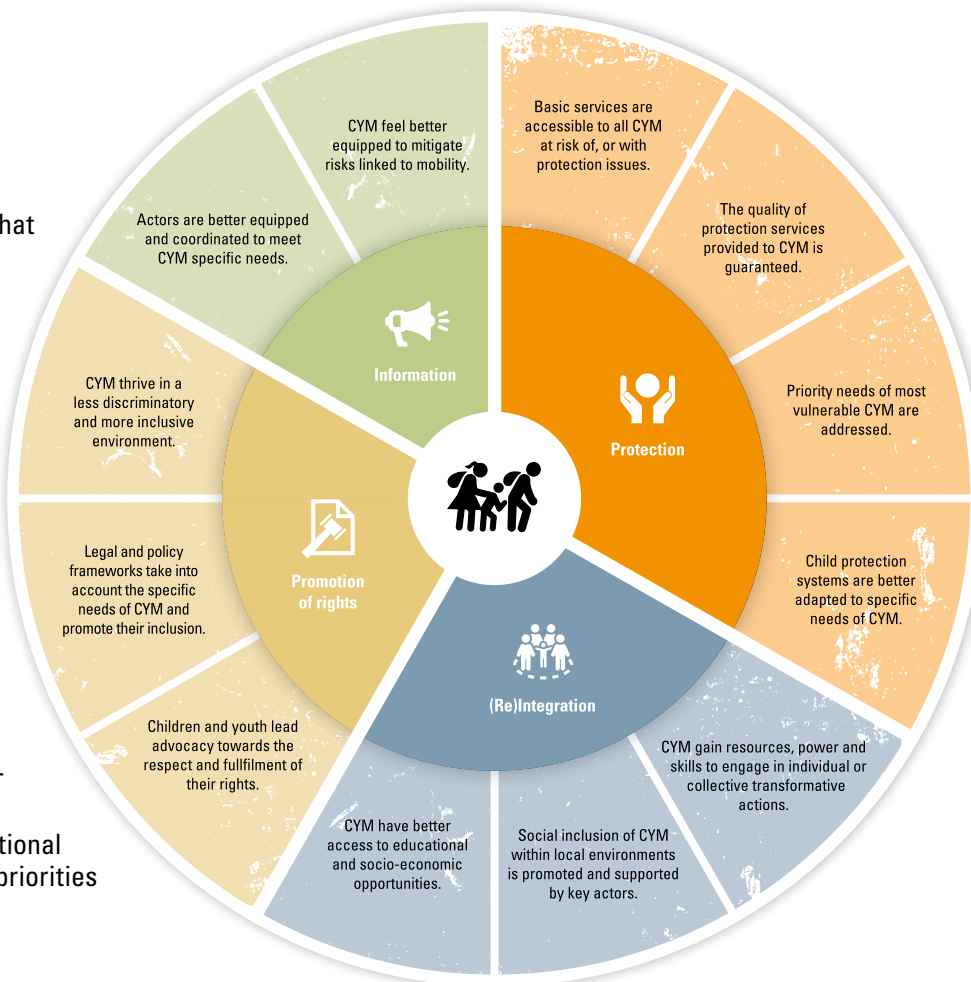 hat
r
tional
priorities
CYM feel better
equipped to mitigate
risks linked to mobility.
Actors are better equipped
and coordinated to meet
CYM specific needs.
Information
Basic services are
accessible to all CYM
at risk of, or with
protection issues.
The quality of
protection services
provided to CYM is
guaranteed.
Priority needs of most
vulnerable CYM are
addressed.
Child protection
systems are better
adapted to specific
needs of CYM.
Protection
CYM gain resources, power and
skills to engage in individual or
collective transformative
actions.
Social inclusion of CYM
within local environments
is promoted and supported
by key actors.
CYM have better
access to educational
and socio-economic
opportunities.
(Re)Integration
Children and youth lead
advocacy towards the
respect and fullfilment of
their rights.
Legal and policy
frameworks take into
account the specific
needs of CYM and
promote their inclusion.
CYM thrive in a
less discriminatory
and more inclusive
environment.
Promotion
of rights